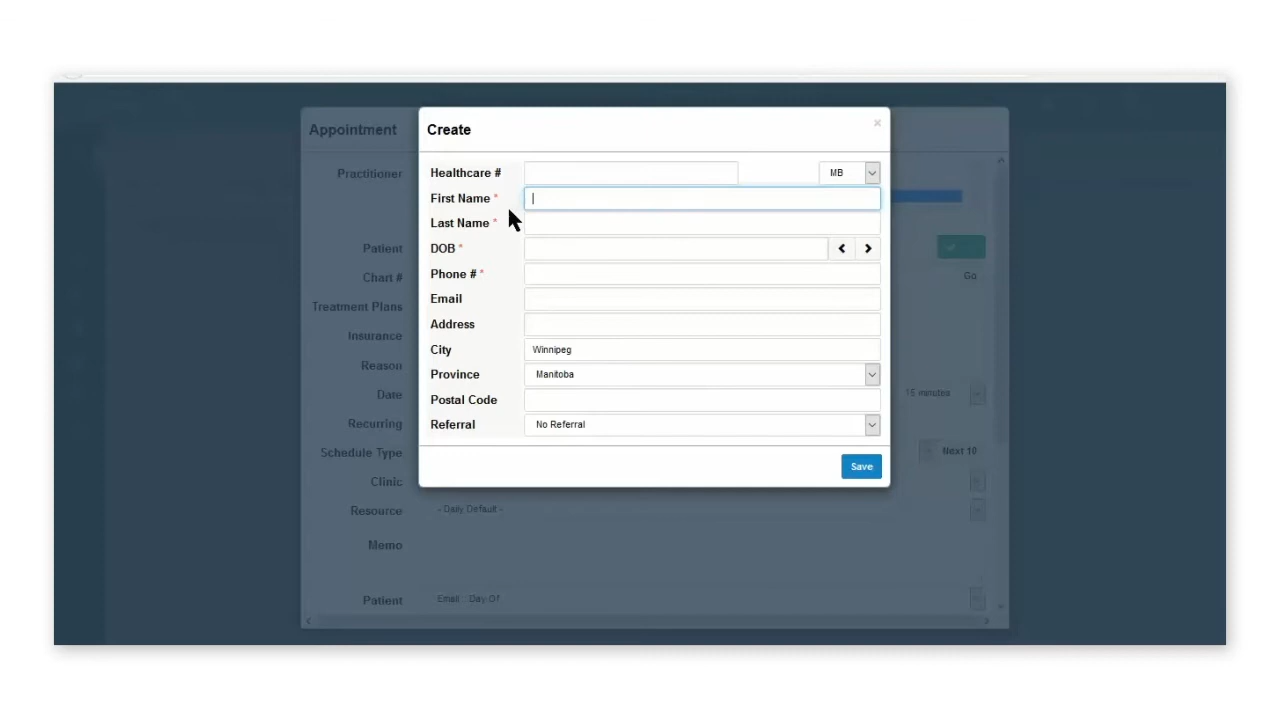 Appointment
Create
×
Practitioner
Healthcare #
MB
First Name *
Last Name *
Patient
DOB *
Chart #
Phone # *
Go
Treatment Plans
Email
Insurance
Address
Reason
City
Winnipeg
Date
Province
Manitoba
15 minutes
Recurring
Postal Code
Schedule Type
Referral
No Referral
Next 10
Clinic
Save
Resource
- Daily Default -
Memo
Patient
Email : Day Of